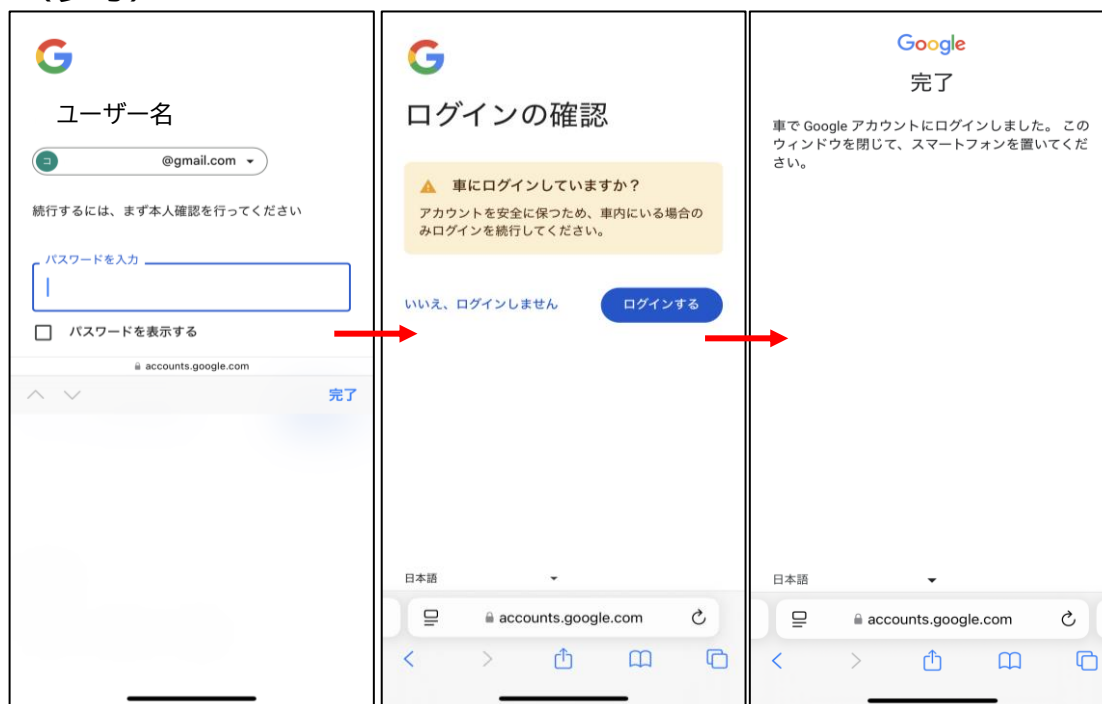 ユーザー名
コ
@gmail.com
続行するには、まず本人確認を行ってください
パスワードを入力
パスワードを表示する
accounts.google.com
完了
G
ログインの確認
車にログインしていますか？
アカウントを安全に保つため、車内にいる場合の
みログインを続行してください。
いいえ、ログインしません
ログインする
日本語
accounts.google.com
Google
完了
車で Google アカウントにログインしました。 この
ウィンドウを閉じて、スマートフォンを置いてくだ
さい。
日本語
accounts.google.com